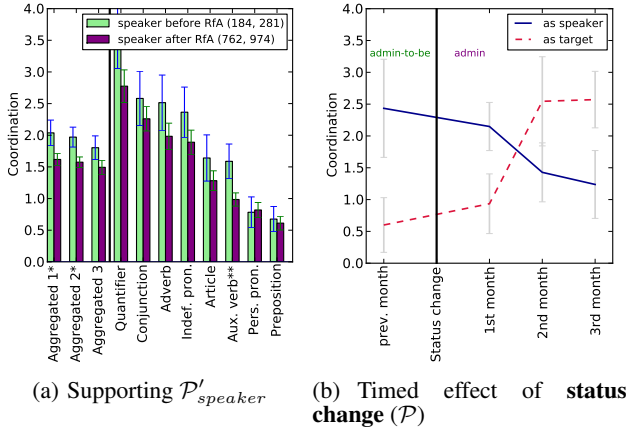 speaker before RfA (184, 281)
speaker after RfA (762, 974)
Coordination
4.0
3.5
3.0
2.5
2.0
1.5
1.0
0.5
0.0
Aggregated 1*
Aggregated 2*
Aggregated 3
Quantifier
Conjunction
Adverb
Indef. pron.
Article
Aux. verb**
Pers. pron.
Preposition
(a) Supporting P′speaker
as speaker
as target
admin-to-be
admin
Coordination
4.0
3.5
3.0
2.5
2.0
1.5
1.0
0.5
0.0
prev. month
Status change
1st month
2nd month
3rd month
(b) Timed effect of status
change (P)